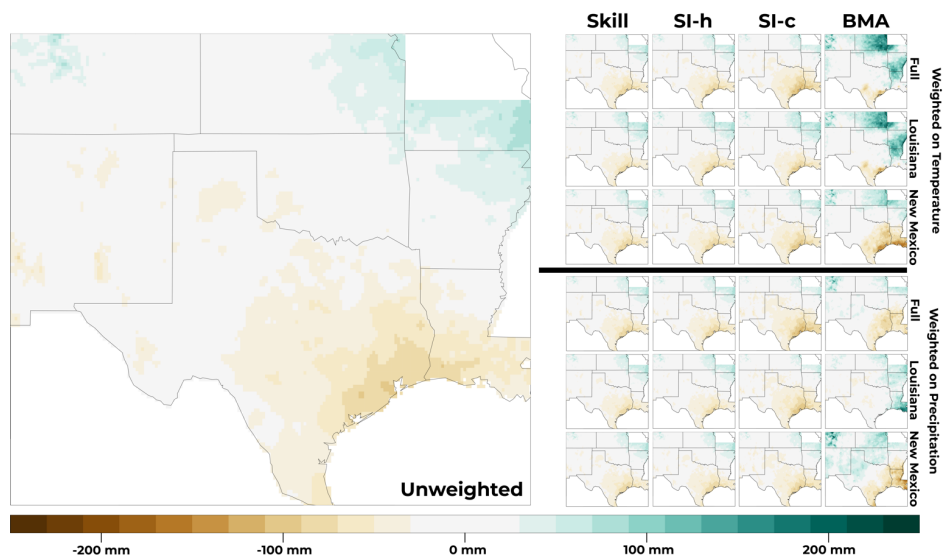 Skill SI-h SI-c BMA
Full
Louisiana
New Mexico
Weighted on Temperature
Full
Louisiana
New Mexico
Weighted on Precipitation
Unweighted
-200 mm -100 mm 0 mm 100 mm 200 mm